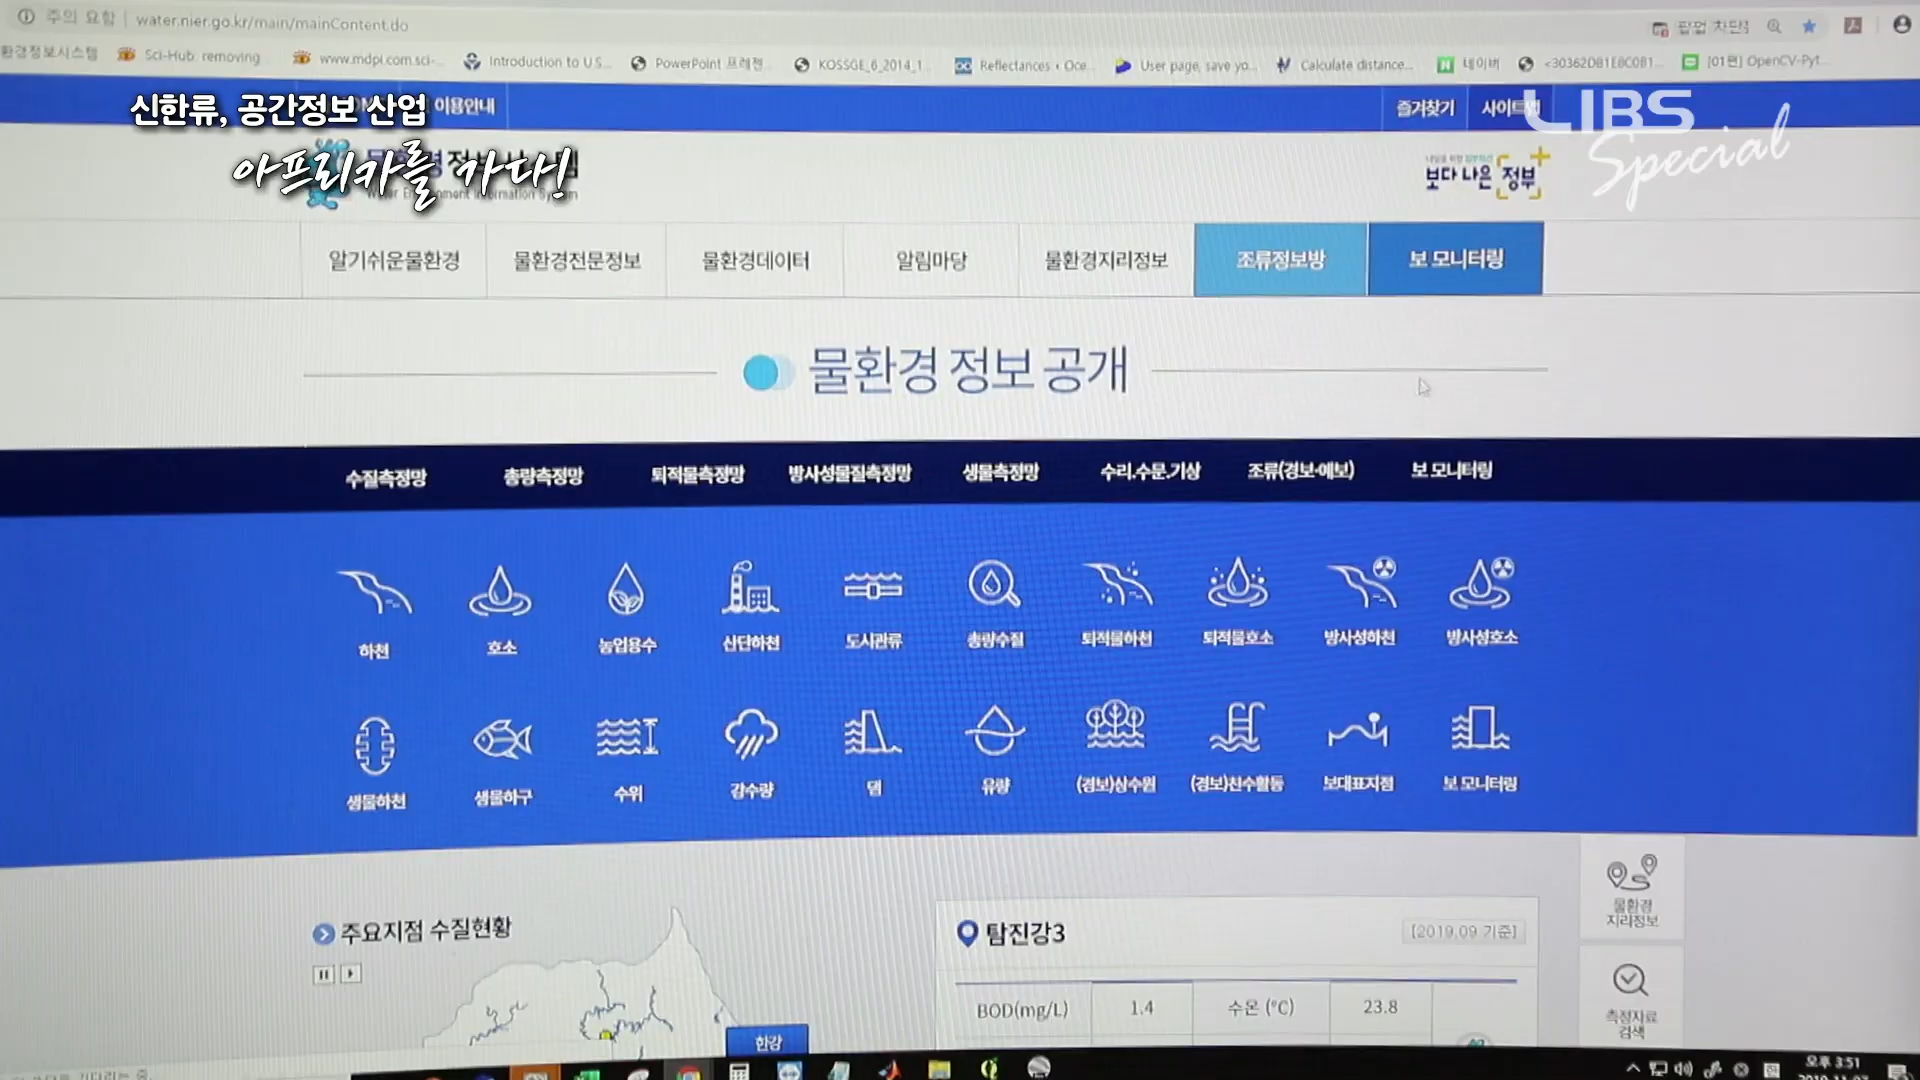 주의 요함 water.nier.go.kr/main/mainContent.do 팝업 차단
환경정보시스템 Sci-Hub: removing www.mdpi.com.sci-... Introduction to U.S... PowerPoint 프레젠... KOSSGE_6_2014_1... Reflectances • Oce... User page, save yo... Calculate distance... 네이버 <30362DB1E8C0B1... [01편] OpenCV-Pyt...
신한류, 공간정보 산업
이용안내 즐겨찾기 사이트맵
LIBS
Special
아프리카를 가다!
보다 나은 정부
알기쉬운물환경 물환경전문정보 물환경데이터 알림마당 물환경지리정보 조류정보방 보 모니터링
물환경 정보 공개
수질측정망 총량측정망 퇴적물측정망 방사성물질측정망 생물측정망 수리.수문.기상 조류(경보·예보) 보 모니터링
하천 호소 농업용수 산단하천 도시관류 총량수질 퇴적물하천 퇴적물호소 방사성하천 방사성호소
생물하천 생물하구 수위 강수량 댐 유량 (경보)상수원 (경보)친수활동 보대표지점 보 모니터링
주요지점 수질현황
한강
탐진강3 [2019.09 기준]
BOD(mg/L) 1.4 수온 (°C) 23.8
물환경
지리정보
측정자료
검색
오후 3:51